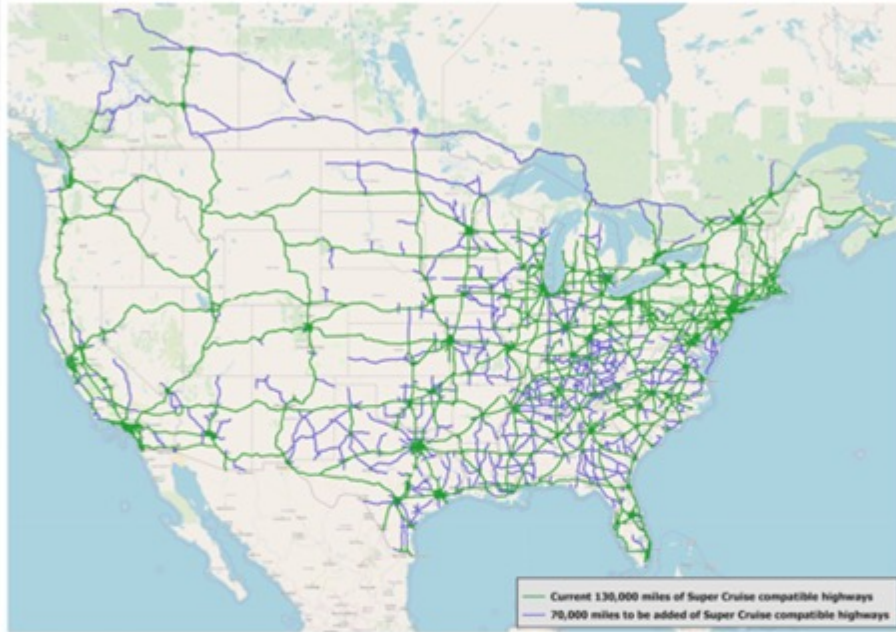 Current 130,000 miles of Super Cruise compatible highways
70,000 miles to be added of Super Cruise compatible highways